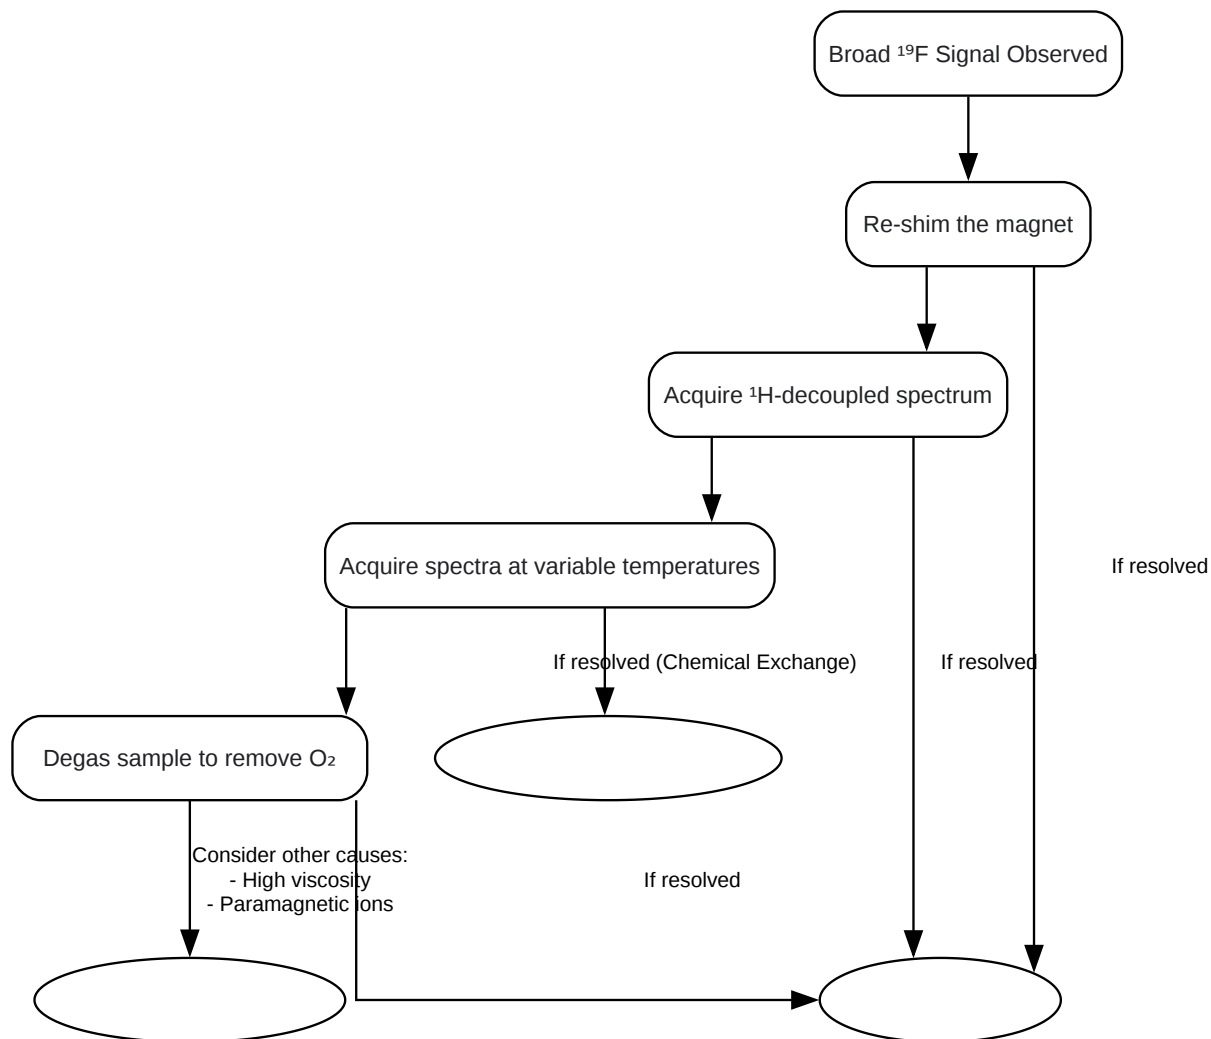 Broad ¹⁹F Signal Observed
Re-shim the magnet
Acquire ¹H-decoupled spectrum
Acquire spectra at variable temperatures
If resolved
If resolved (Chemical Exchange)
If resolved
Degas sample to remove O₂
Consider other causes:
- High viscosity
- Paramagnetic ions
If resolved